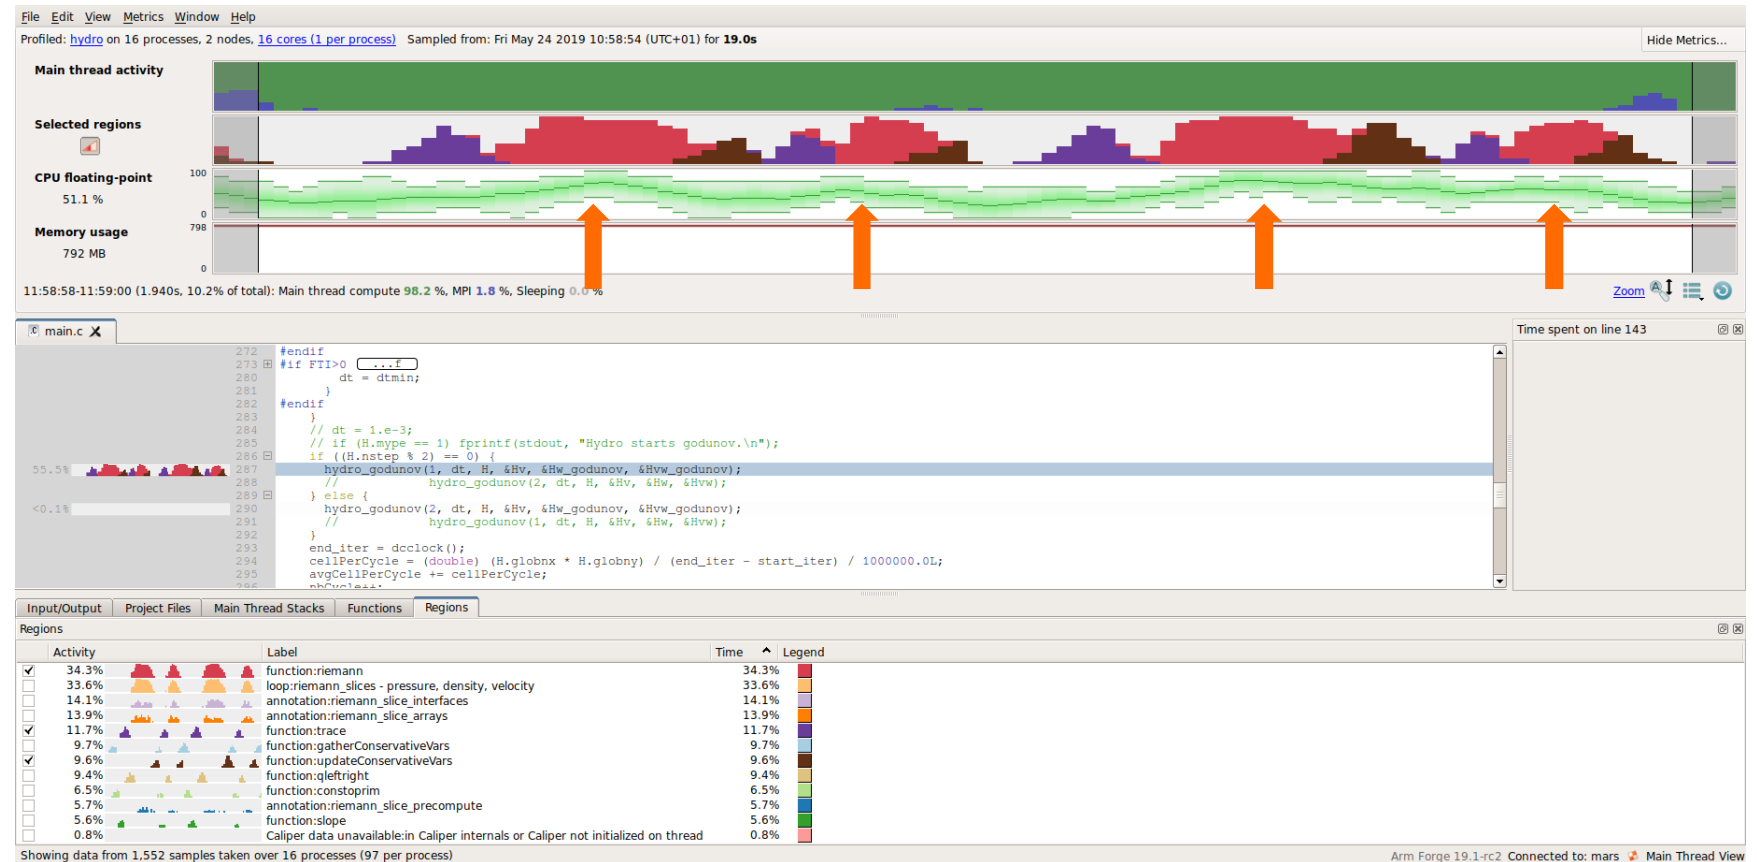 File Edit View Metrics Window Help
Profiled: hydro on 16 processes, 2 nodes, 16 cores (1 per process) Sampled from: Fri May 24 2019 10:58:54 (UTC+01) for 19.0s
Hide Metrics...
Main thread activity
Selected regions
CPU floating-point 100
51.1 %
0
Memory usage 798
792 MB
0
11:58:58-11:59:00 (1.940s, 10.2% of total): Main thread compute 98.2 %, MPI 1.8 %, Sleeping 0.0 %
Zoom
main.c X
Time spent on line 143
272 #endif
273 #if FTI>0 ...f
280 dt = dtmin;
281 }
282 #endif
283 }
284 // dt = 1.e-3;
285 // if (H.mype == 1) fprintf(stdout, "Hydro starts godunov.\n");
286 if ((H.nstep % 2) == 0) {
55.5% 287 hydro_godunov(1, dt, H, &Hv, &Hw_godunov, &Hvw_godunov);
288 // hydro_godunov(2, dt, H, &Hv, &Hw, &Hvw);
289 } else {
<0.1% 290 hydro_godunov(2, dt, H, &Hv, &Hw_godunov, &Hvw_godunov);
291 // hydro_godunov(1, dt, H, &Hv, &Hw, &Hvw);
292 }
293 end_iter = dcclock();
294 cellPerCycle = (double) (H.globnx * H.globny) / (end_iter - start_iter) / 1000000.0L;
295 avgCellPerCycle += cellPerCycle;
296 nbCycle++;
Input/Output Project Files Main Thread Stacks Functions Regions
Regions
Activity Label Time Legend
34.3% function:riemann 34.3%
33.6% loop:riemann_slices - pressure, density, velocity 33.6%
14.1% annotation:riemann_slice_interfaces 14.1%
13.9% annotation:riemann_slice_arrays 13.9%
11.7% function:trace 11.7%
9.7% function:gatherConservativeVars 9.7%
9.6% function:updateConservativeVars 9.6%
9.4% function:qleftright 9.4%
6.5% function:constoprim 6.5%
5.7% annotation:riemann_slice_precompute 5.7%
5.6% function:slope 5.6%
0.8% Caliper data unavailable:in Caliper internals or Caliper not initialized on thread 0.8%
Showing data from 1,552 samples taken over 16 processes (97 per process)
Arm Forge 19.1-rc2 Connected to: mars Main Thread View